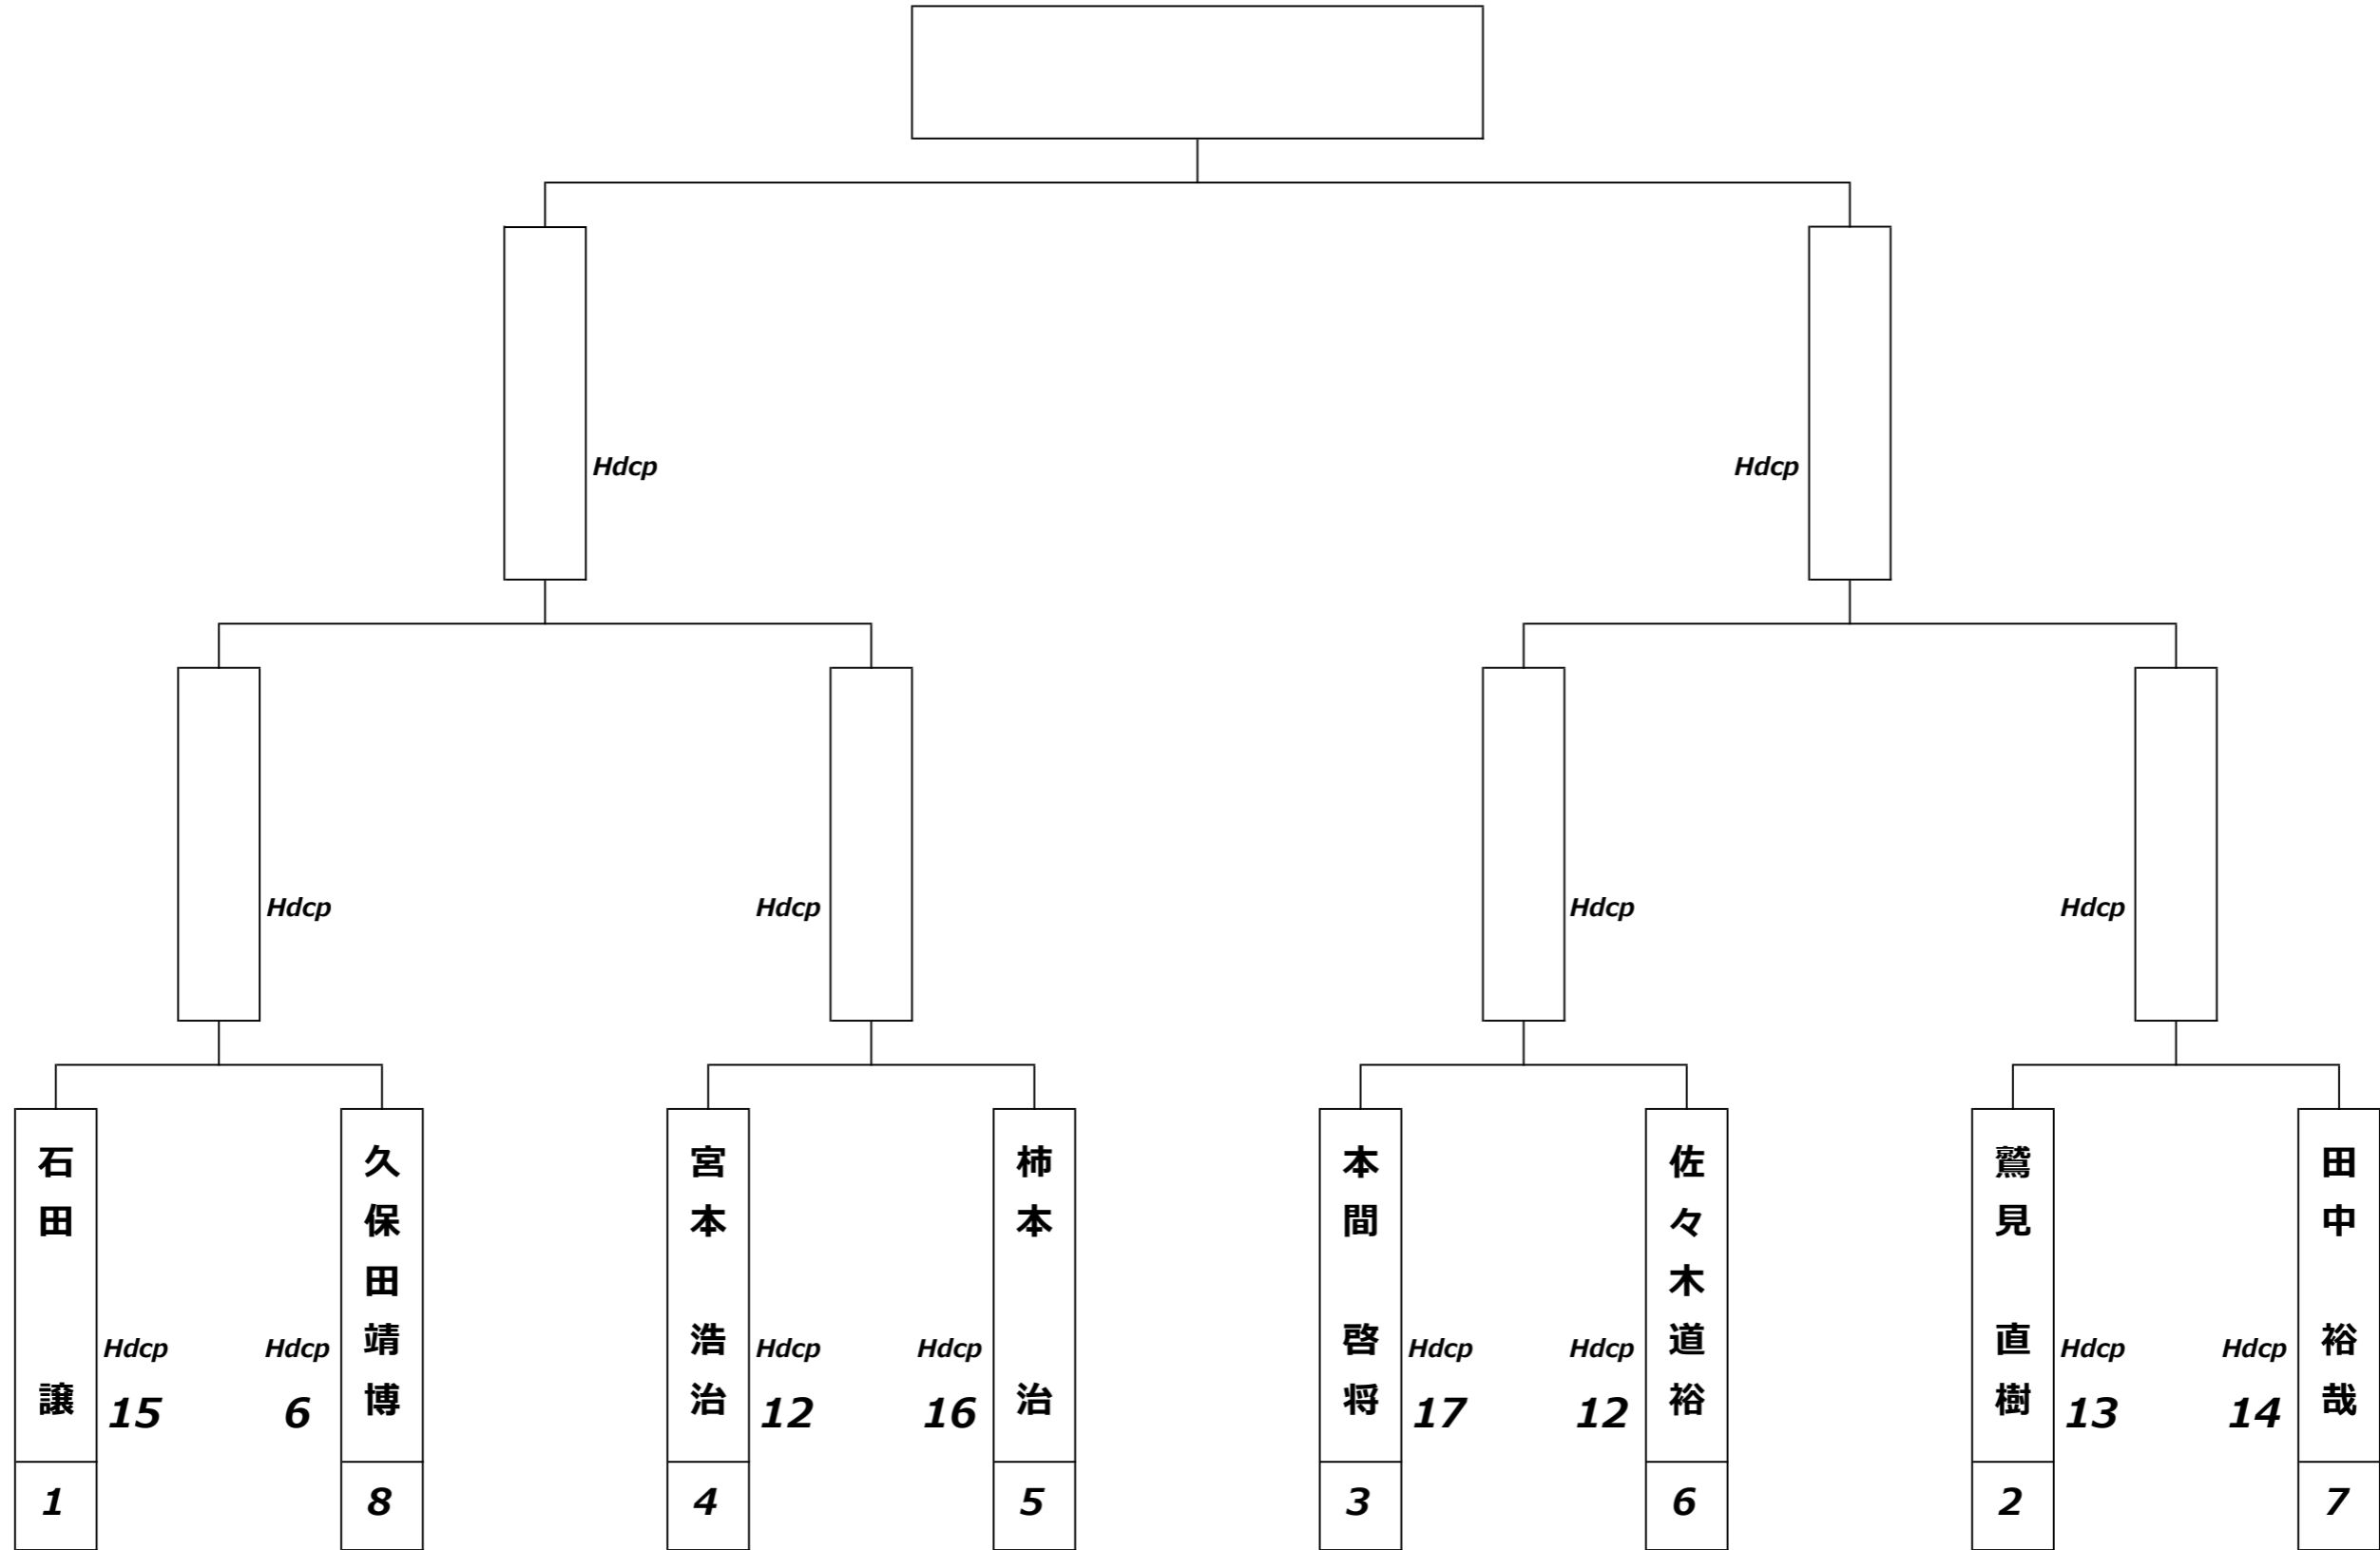 Hdcp
Hdcp
Hdcp
Hdcp
Hdcp
Hdcp
石田 譲
Hdcp
15
1
久保田靖博
Hdcp
6
8
宮本 浩治
Hdcp
12
4
柿本 治
Hdcp
16
5
本間 啓将
Hdcp
17
3
佐々木道裕
Hdcp
12
6
鷲見 直樹
Hdcp
13
2
田中 裕哉
Hdcp
14
7